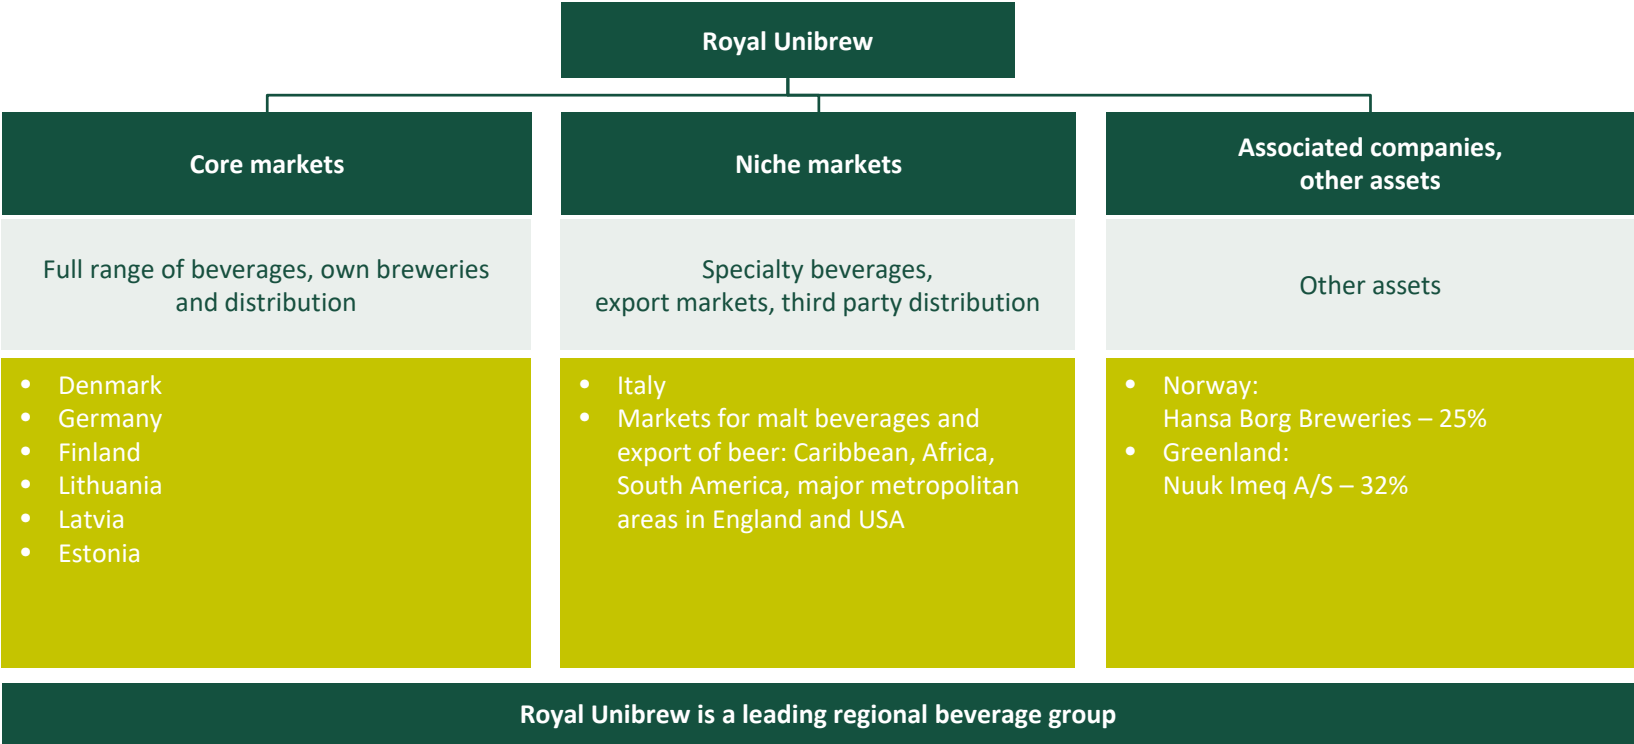 Royal Unibrew
Core markets
Niche markets
Associated companies,
other assets
Full range of beverages, own breweries
and distribution
Specialty beverages,
export markets, third party distribution
Other assets
• Denmark
• Germany
• Finland
• Lithuania
• Latvia
• Estonia
• Italy
• Markets for malt beverages and
export of beer: Caribbean, Africa,
South America, major metropolitan
areas in England and USA
• Norway:
Hansa Borg Breweries – 25%
• Greenland:
Nuuk Imeq A/S – 32%
Royal Unibrew is a leading regional beverage group